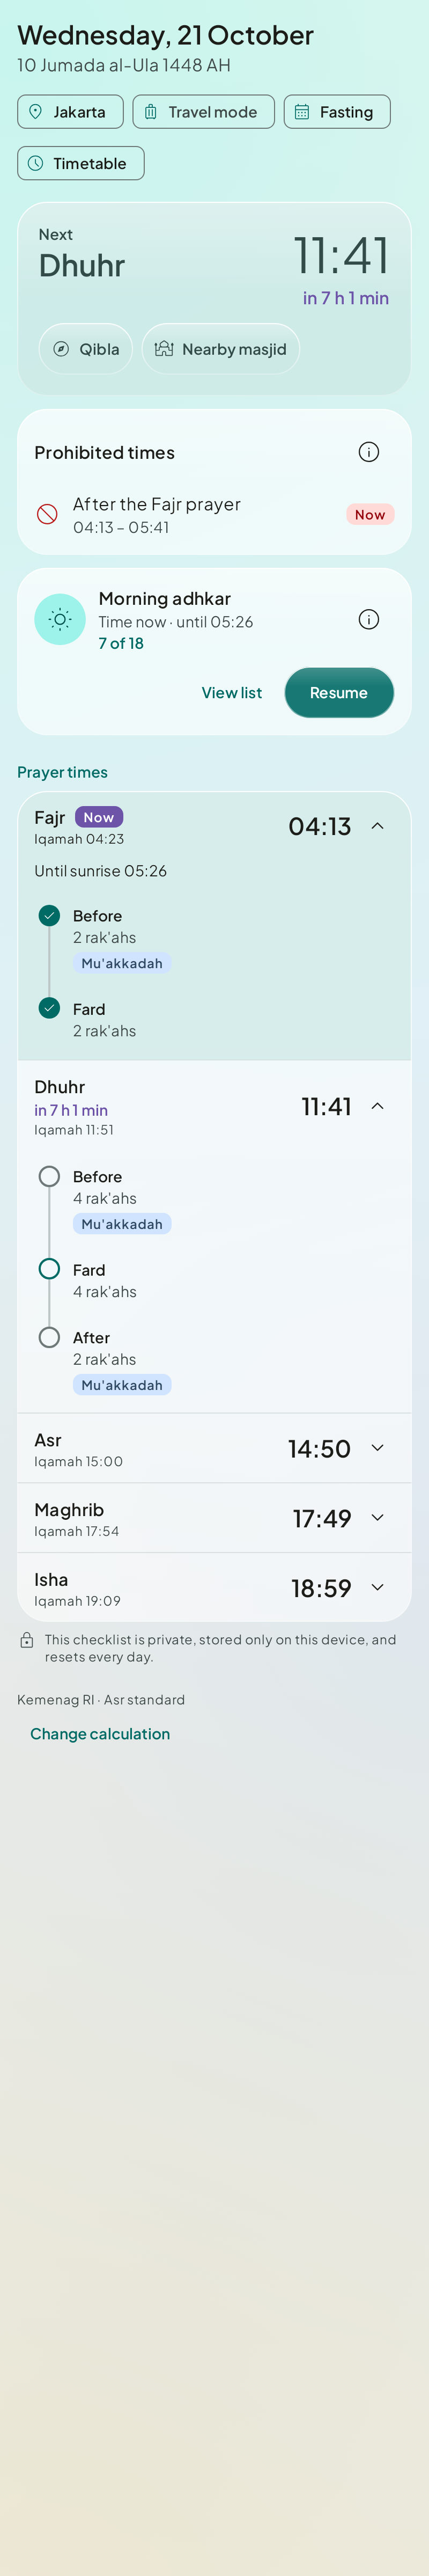 Wednesday, 21 October
10 Jumada al-Ula 1448 AH
Jakarta
Travel mode
Fasting
Timetable
Next
Dhuhr
11:41
in 7 h 1 min
Qibla
Nearby masjid
Prohibited times
After the Fajr prayer
04:13 – 05:41
Now
Morning adhkar
Time now · until 05:26
7 of 18
View list
Resume
Prayer times
Fajr
Now
Iqamah 04:23
04:13
Until sunrise 05:26
Before
2 rak'ahs
Mu'akkadah
Fard
2 rak'ahs
Dhuhr
in 7 h 1 min
Iqamah 11:51
11:41
Before
4 rak'ahs
Mu'akkadah
Fard
4 rak'ahs
After
2 rak'ahs
Mu'akkadah
Asr
Iqamah 15:00
14:50
Maghrib
Iqamah 17:54
17:49
Isha
Iqamah 19:09
18:59
This checklist is private, stored only on this device, and
resets every day.
Kemenag RI · Asr standard
Change calculation